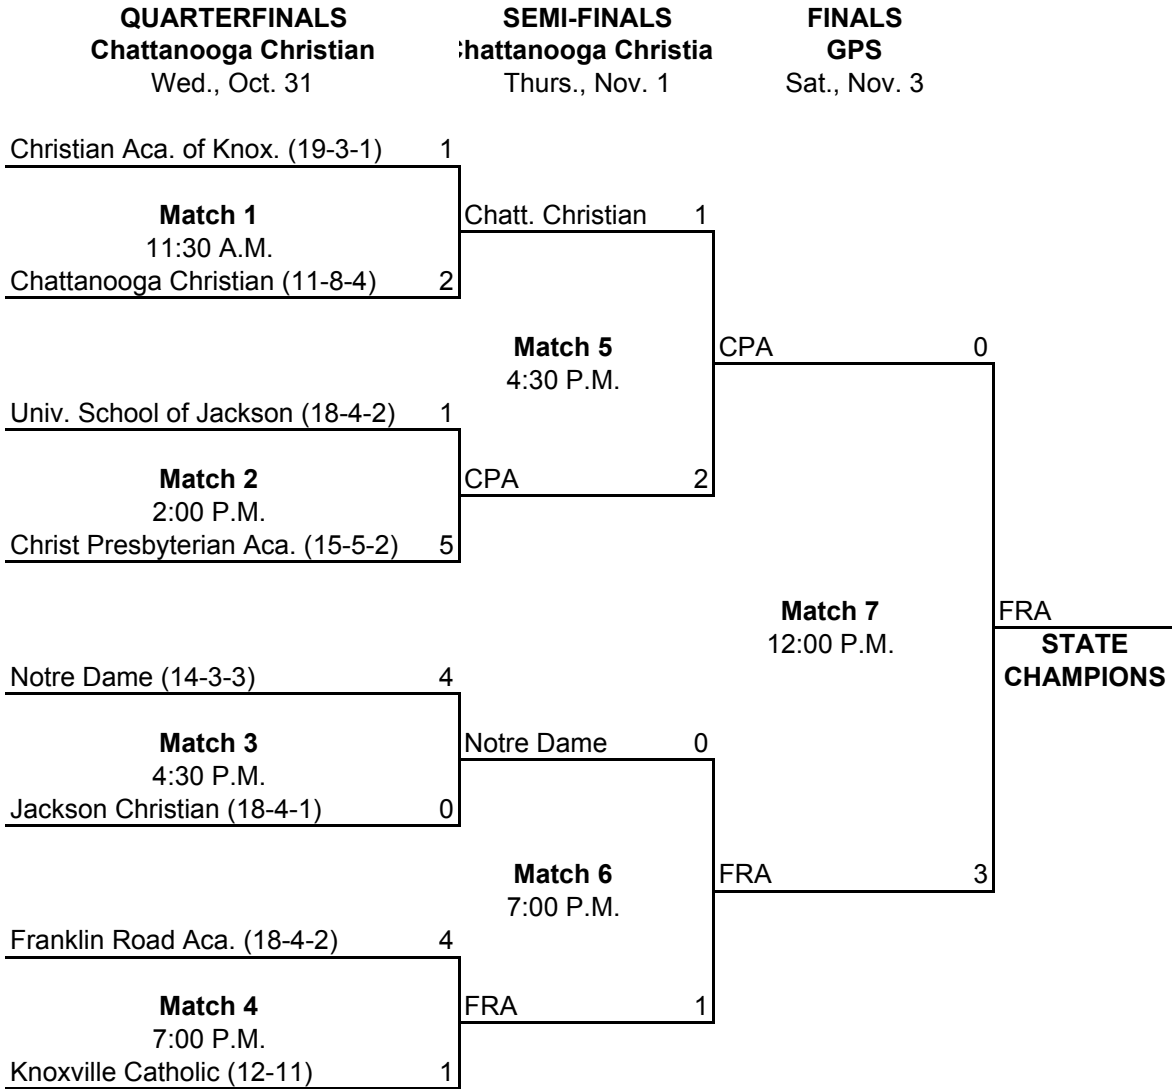 QUARTERFINALS SEMI-FINALS FINALS
Chattanooga Christian hattanooga Christia GPS
Wed., Oct. 31 Thurs., Nov. 1 Sat., Nov. 3
Christian Aca. of Knox. (19-3-1) 1
Match 1 Chatt. Christian 1
11:30 A.M.
Chattanooga Christian (11-8-4) 2
Match 5 CPA 0
4:30 P.M.
Univ. School of Jackson (18-4-2) 1
Match 2 CPA 2
2:00 P.M.
Christ Presbyterian Aca. (15-5-2) 5
Match 7 FRA
12:00 P.M. STATE
Notre Dame (14-3-3) 4 CHAMPIONS
Match 3 Notre Dame 0
4:30 P.M.
Jackson Christian (18-4-1) 0
Match 6 FRA 3
7:00 P.M.
Franklin Road Aca. (18-4-2) 4
Match 4 FRA 1
7:00 P.M.
Knoxville Catholic (12-11) 1